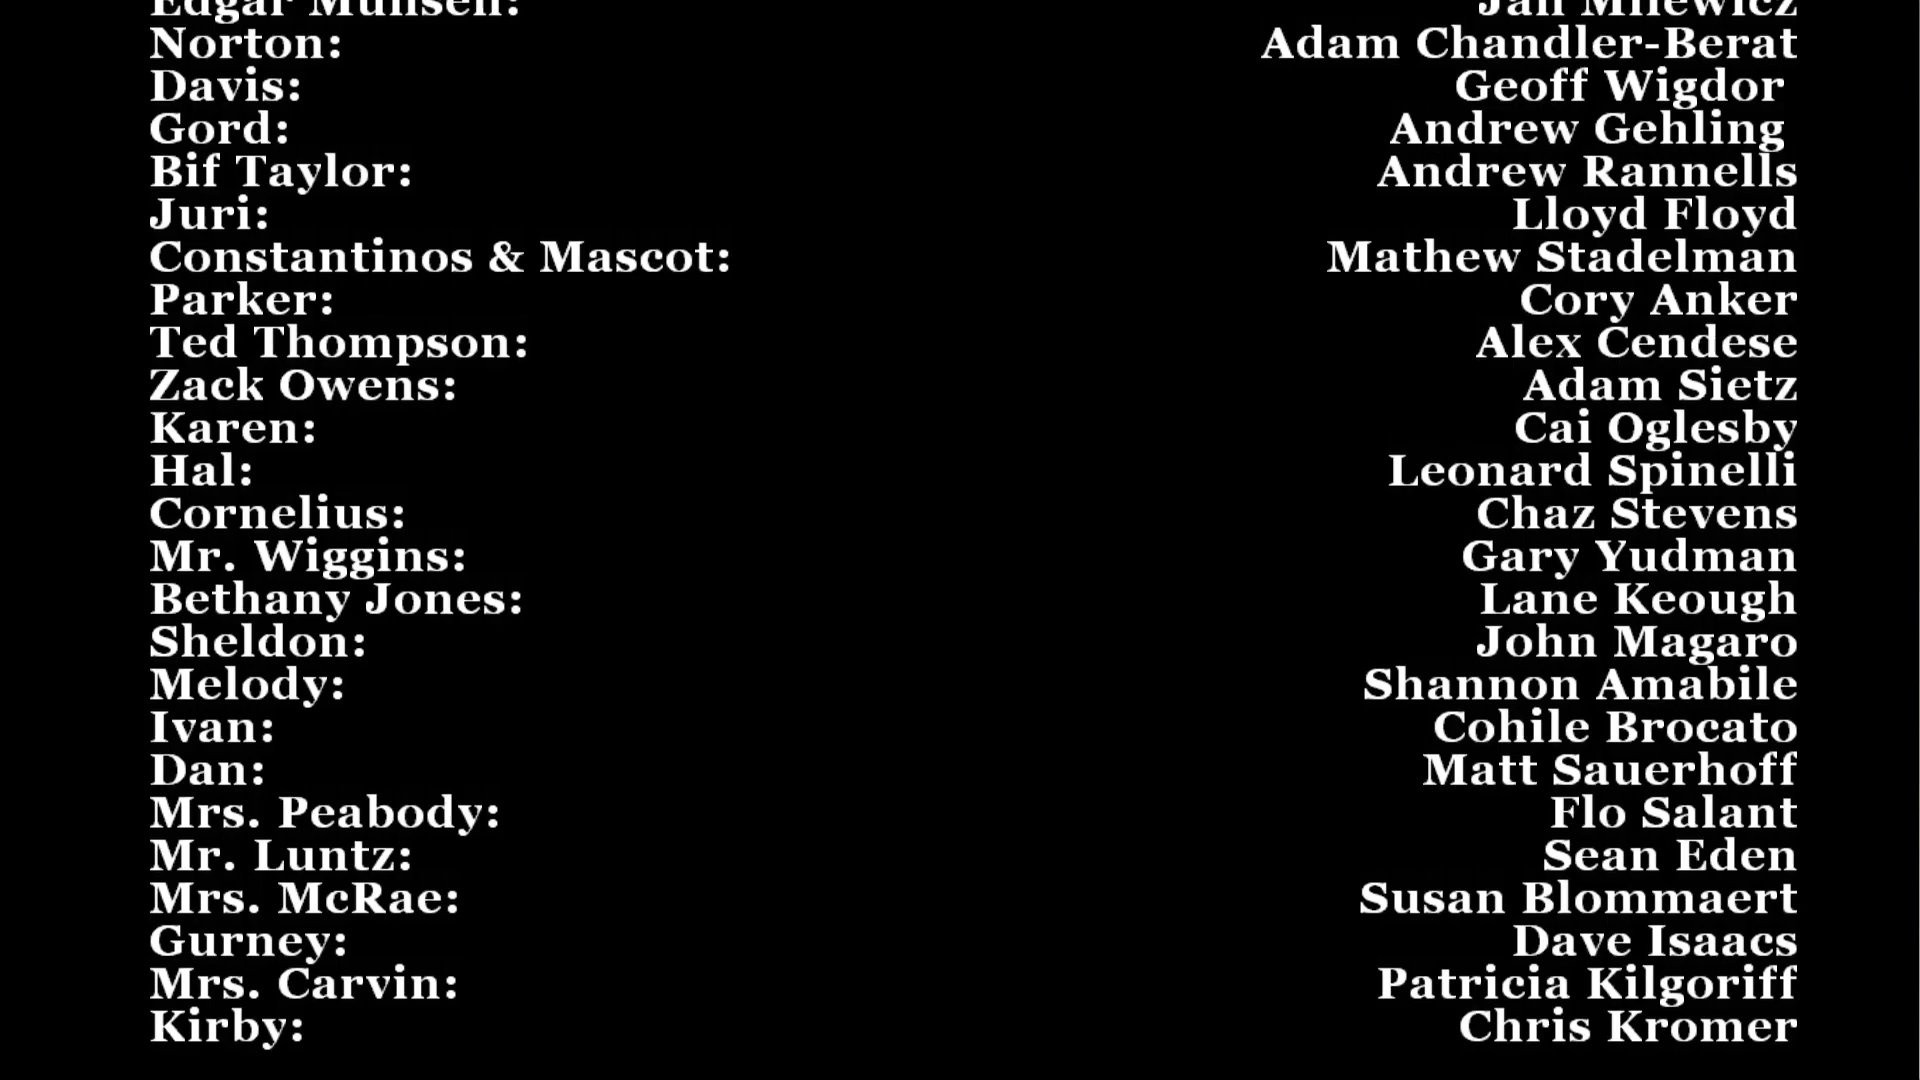 Edgar Munsen: Jan Milewicz
Norton: Adam Chandler-Berat
Davis: Geoff Wigdor
Gord: Andrew Gehling
Bif Taylor: Andrew Rannells
Juri: Lloyd Floyd
Constantinos & Mascot: Mathew Stadelman
Parker: Cory Anker
Ted Thompson: Alex Cendese
Zack Owens: Adam Sietz
Karen: Cai Oglesby
Hal: Leonard Spinelli
Cornelius: Chaz Stevens
Mr. Wiggins: Gary Yudman
Bethany Jones: Lane Keough
Sheldon: John Magaro
Melody: Shannon Amabile
Ivan: Cohile Brocato
Dan: Matt Sauerhoff
Mrs. Peabody: Flo Salant
Mr. Luntz: Sean Eden
Mrs. McRae: Susan Blommaert
Gurney: Dave Isaacs
Mrs. Carvin: Patricia Kilgoriff
Kirby: Chris Kromer